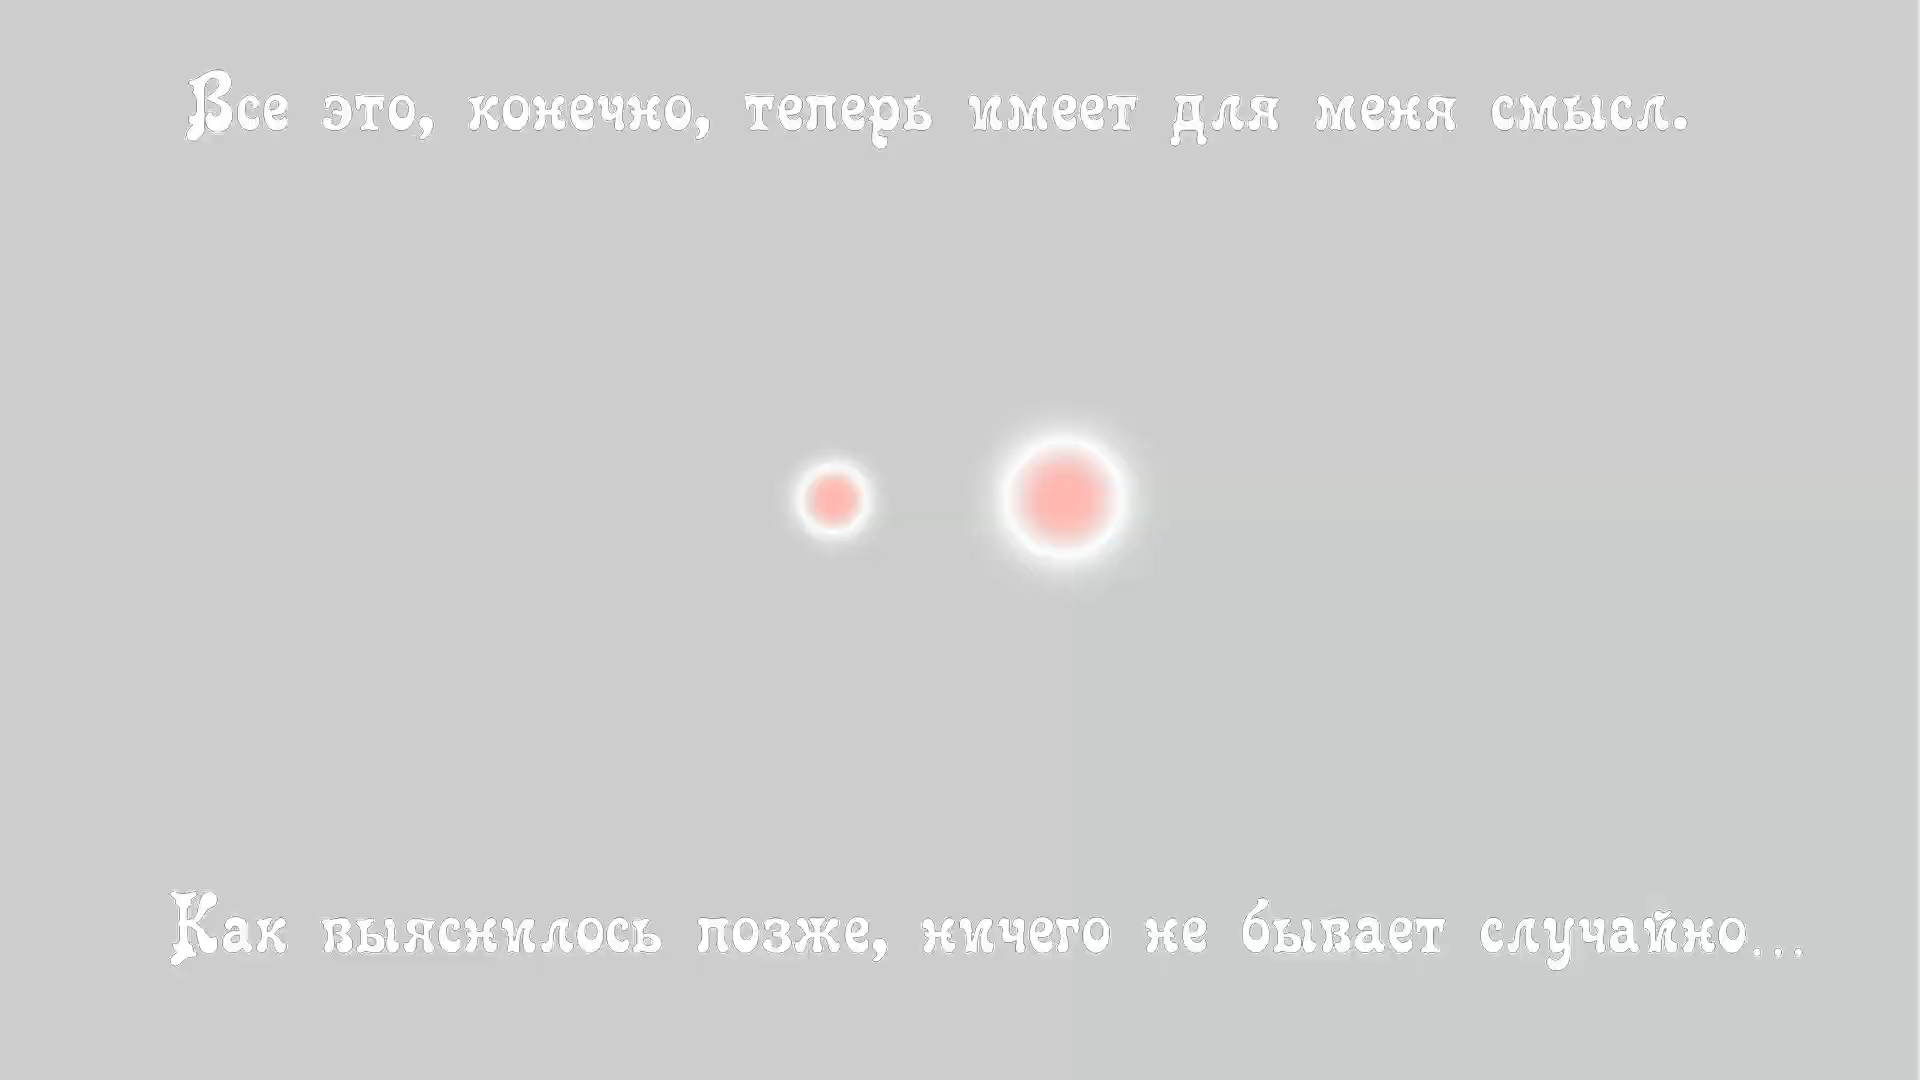 Все это, конечно, теперь имеет для меня смысл.
Как выяснилось позже, ничего не бывает случайно...